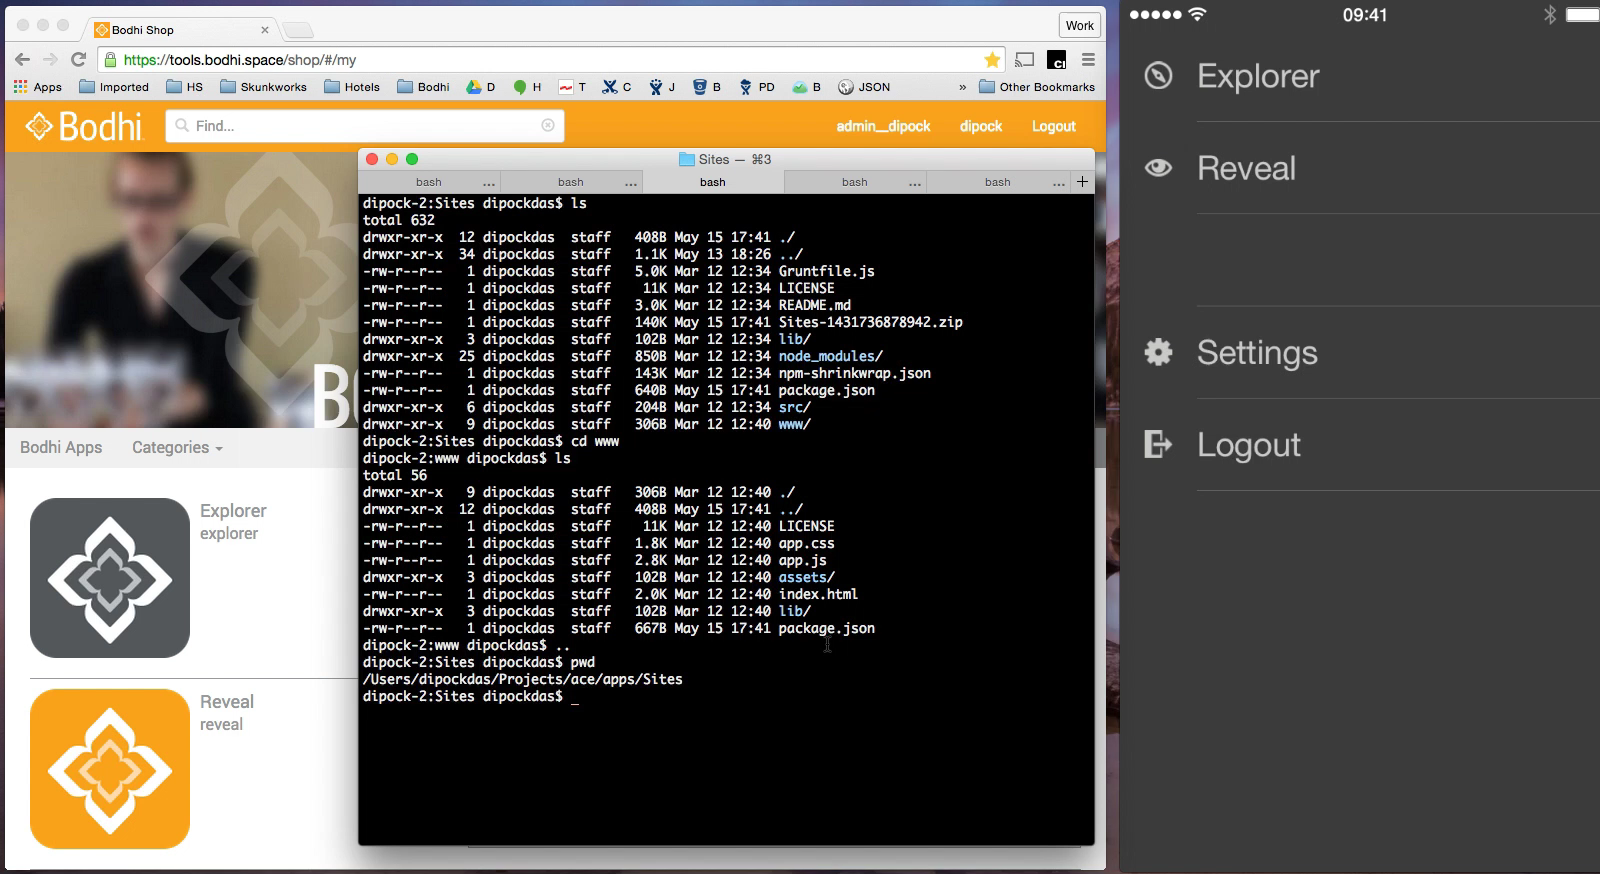 Bodhi Shop
Work
https://tools.bodhi.space/shop/#/my
Apps Imported HS Skunkworks Hotels Bodhi D H T C J B PD B JSON » Other Bookmarks
Bodhi Find... admin__dipock dipock Logout
BO
Bodhi Apps Categories
Explorer
explorer
Reveal
reveal
Sites — ⌘3
bash ... bash ... bash bash ... bash ... +
dipock-2:Sites dipockdas$ ls
total 632
drwxr-xr-x 12 dipockdas staff 408B May 15 17:41 ./
drwxr-xr-x 34 dipockdas staff 1.1K May 13 18:26 ../
-rw-r--r-- 1 dipockdas staff 5.0K Mar 12 12:34 Gruntfile.js
-rw-r--r-- 1 dipockdas staff 11K Mar 12 12:34 LICENSE
-rw-r--r-- 1 dipockdas staff 3.0K Mar 12 12:34 README.md
-rw-r--r-- 1 dipockdas staff 140K May 15 17:41 Sites-1431736878942.zip
drwxr-xr-x 3 dipockdas staff 102B Mar 12 12:34 lib/
drwxr-xr-x 25 dipockdas staff 850B Mar 12 12:34 node_modules/
-rw-r--r-- 1 dipockdas staff 143K Mar 12 12:34 npm-shrinkwrap.json
-rw-r--r-- 1 dipockdas staff 640B May 15 17:41 package.json
drwxr-xr-x 6 dipockdas staff 204B Mar 12 12:34 src/
drwxr-xr-x 9 dipockdas staff 306B Mar 12 12:40 www/
dipock-2:Sites dipockdas$ cd www
dipock-2:www dipockdas$ ls
total 56
drwxr-xr-x 9 dipockdas staff 306B Mar 12 12:40 ./
drwxr-xr-x 12 dipockdas staff 408B May 15 17:41 ../
-rw-r--r-- 1 dipockdas staff 11K Mar 12 12:40 LICENSE
-rw-r--r-- 1 dipockdas staff 1.8K Mar 12 12:40 app.css
-rw-r--r-- 1 dipockdas staff 2.8K Mar 12 12:40 app.js
drwxr-xr-x 3 dipockdas staff 102B Mar 12 12:40 assets/
-rw-r--r-- 1 dipockdas staff 2.0K Mar 12 12:40 index.html
drwxr-xr-x 3 dipockdas staff 102B Mar 12 12:40 lib/
-rw-r--r-- 1 dipockdas staff 667B May 15 17:41 package.json
dipock-2:www dipockdas$ ..
dipock-2:Sites dipockdas$ pwd
/Users/dipockdas/Projects/ace/apps/Sites
dipock-2:Sites dipockdas$ _
09:41
Explorer
Reveal
Settings
Logout